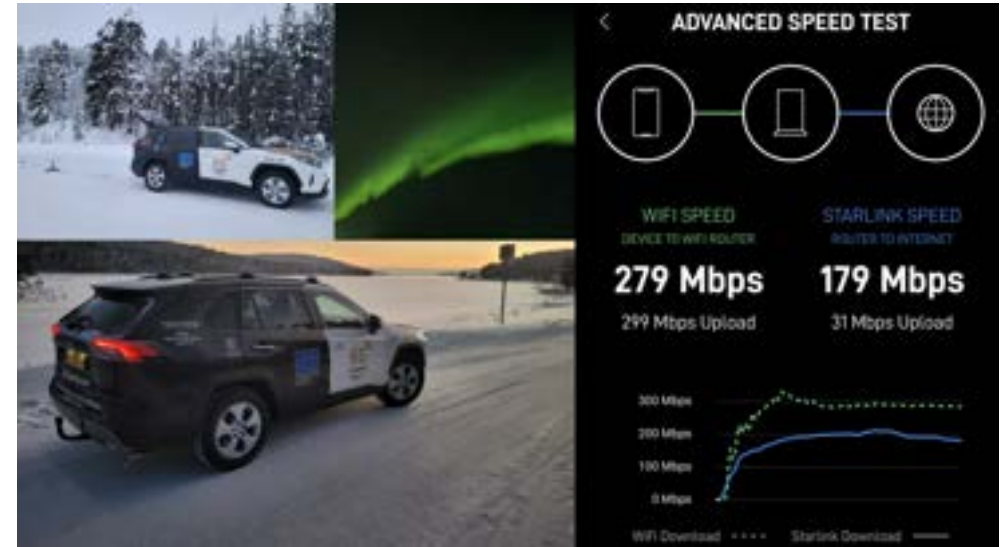 ADVANCED SPEED TEST
WIFI SPEED
DEVICE TO WIFI ROUTER
279 Mbps
299 Mbps Upload
STARLINK SPEED
ROUTER TO INTERNET
179 Mbps
31 Mbps Upload
300 Mbps
200 Mbps
100 Mbps
0 Mbps
WiFi Download
Starlink Download